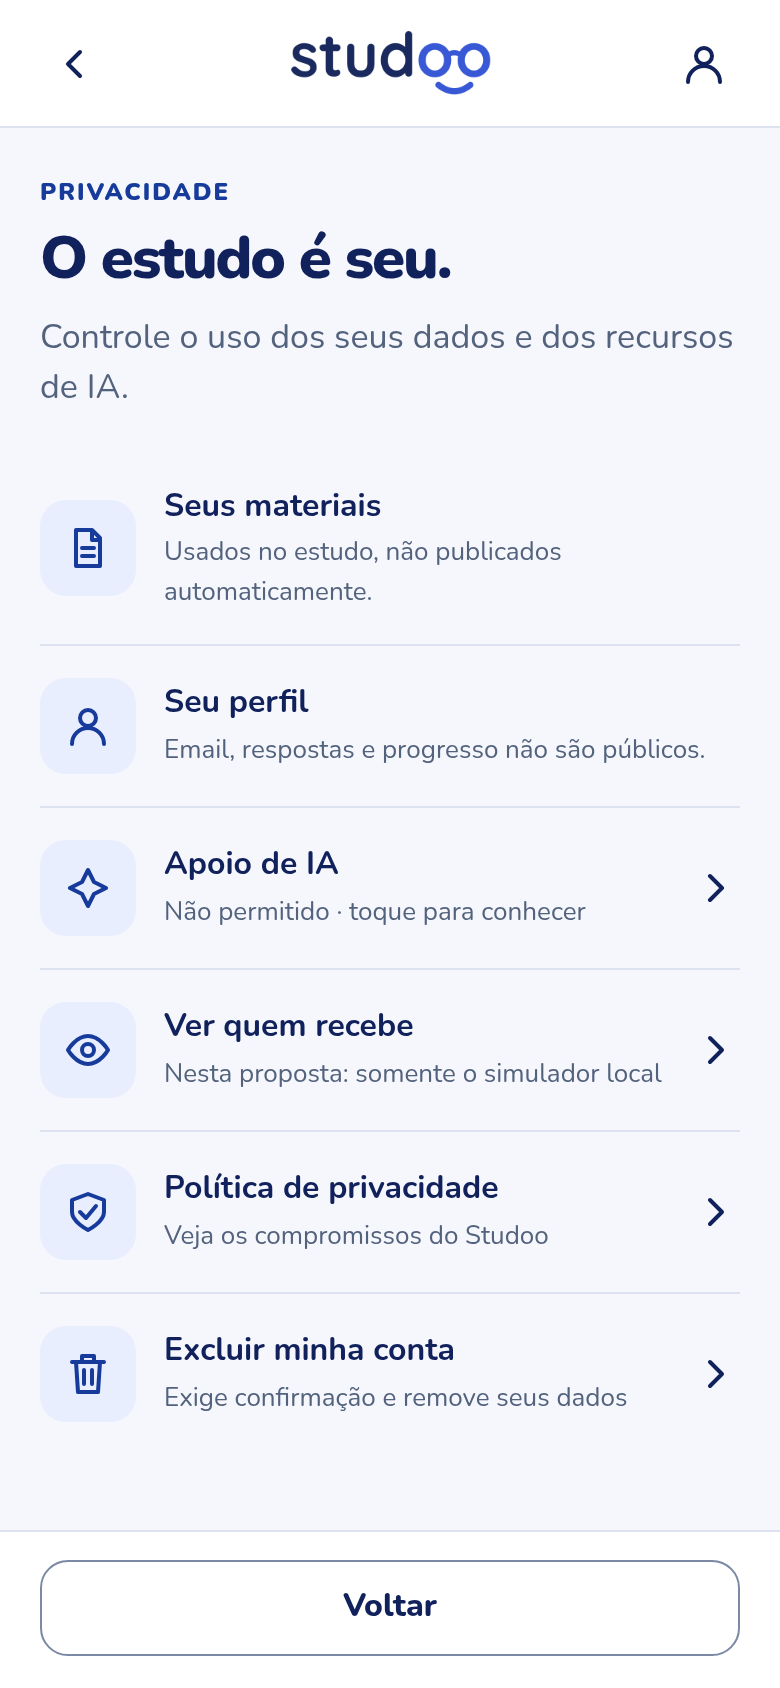 studoo
PRIVACIDADE
O estudo é seu.
Controle o uso dos seus dados e dos recursos
de IA.
Seus materiais
Usados no estudo, não publicados
automaticamente.
Seu perfil
Email, respostas e progresso não são públicos.
Apoio de IA
Não permitido · toque para conhecer
Ver quem recebe
Nesta proposta: somente o simulador local
Política de privacidade
Veja os compromissos do Studoo
Excluir minha conta
Exige confirmação e remove seus dados
Voltar